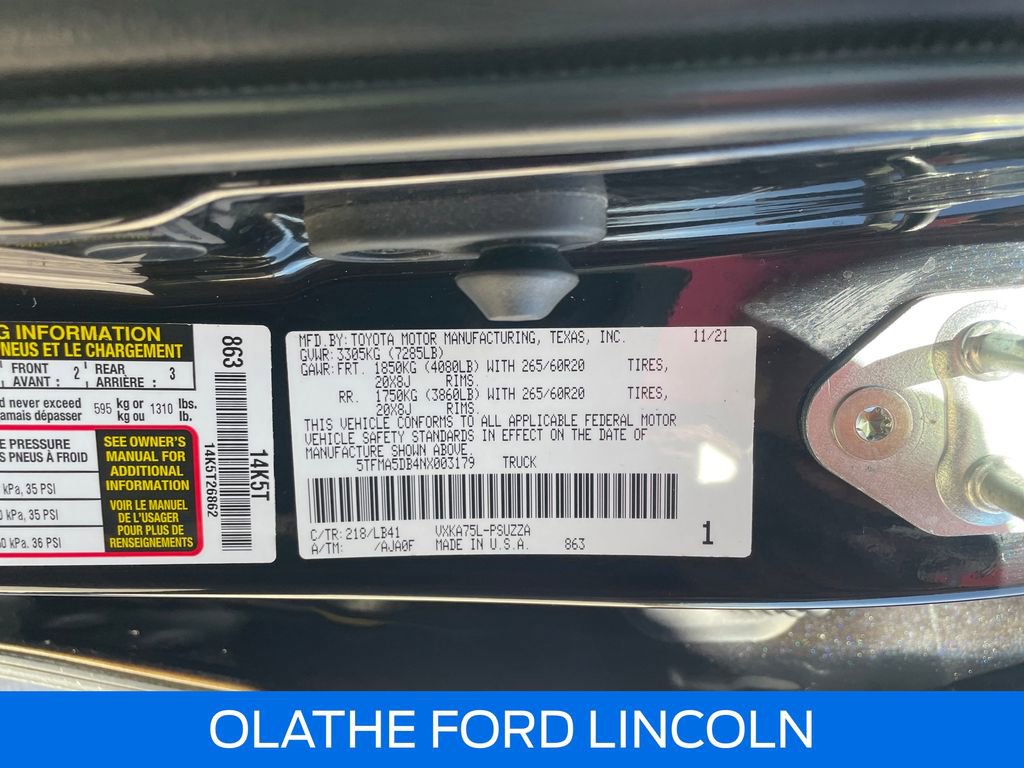 G INFORMATION
PNEUS ET LE CHARGEMENT
FRONT 2 REAR 3
AVANT : ARRIÈRE :
d never exceed 595 kg or 1310 lbs.
jamais dépasser kg ou lb.
E PRESSURE
S PNEUS À FROID
kPa, 35 PSI
kPa, 35 PSI
0 kPa, 36 PSI
SEE OWNER'S
MANUAL FOR
ADDITIONAL
INFORMATION
VOIR LE MANUEL
DE L'USAGER
POUR PLUS DE
RENSEIGNEMENTS
863
14K5T
14K5T26862
MFD.BY:TOYOTA MOTOR MANUFACTURING, TEXAS, INC. 11/21
GVWR:3305KG (7285LB)
GAWR:FRT. 1850KG (4080LB) WITH 265/60R20 TIRES,
20X8J RIMS.
RR. 1750KG (3860LB) WITH 265/60R20 TIRES,
20X8J RIMS.
THIS VEHICLE CONFORMS TO ALL APPLICABLE FEDERAL MOTOR
VEHICLE SAFETY STANDARDS IN EFFECT ON THE DATE OF
MANUFACTURE SHOWN ABOVE.
5TFMA5DB4NX003179 TRUCK
C/TR:218/LB41 VXKA75L-PSUZZA
A/TM: /AJA0F MADE IN U.S.A. 863 1
OLATHE FORD LINCOLN